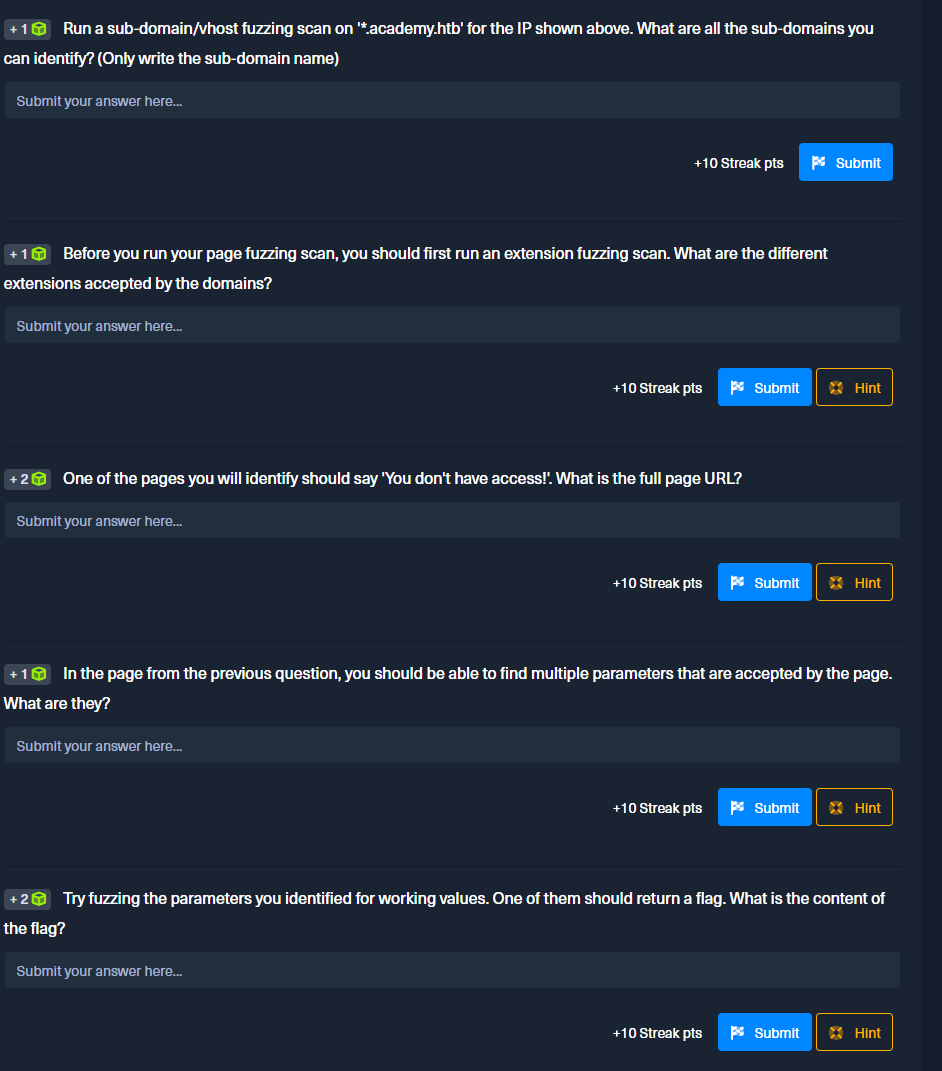 + 1 Run a sub-domain/vhost fuzzing scan on '*.academy.htb' for the IP shown above. What are all the sub-domains you
can identify? (Only write the sub-domain name)
Submit your answer here...
+10 Streak pts Submit
+ 1 Before you run your page fuzzing scan, you should first run an extension fuzzing scan. What are the different
extensions accepted by the domains?
Submit your answer here...
+10 Streak pts Submit Hint
+ 2 One of the pages you will identify should say 'You don't have access!'. What is the full page URL?
Submit your answer here...
+10 Streak pts Submit Hint
+ 1 In the page from the previous question, you should be able to find multiple parameters that are accepted by the page.
What are they?
Submit your answer here...
+10 Streak pts Submit Hint
+ 2 Try fuzzing the parameters you identified for working values. One of them should return a flag. What is the content of
the flag?
Submit your answer here...
+10 Streak pts Submit Hint